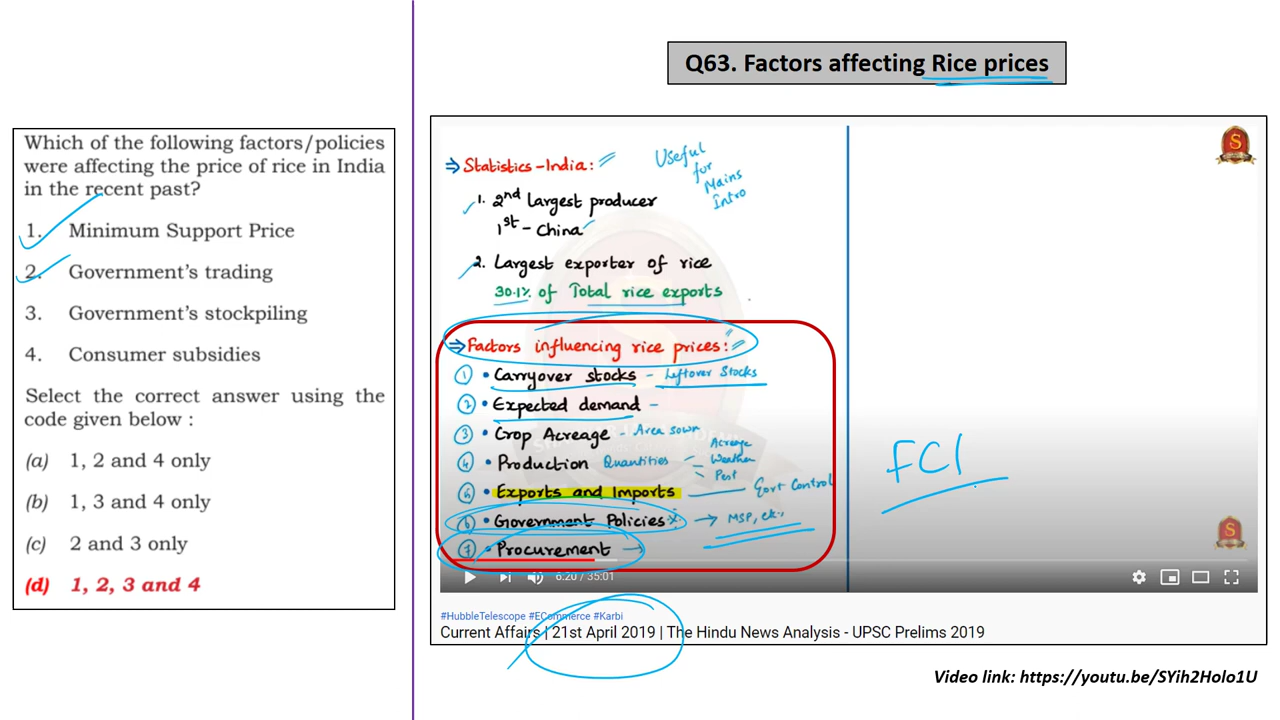 Q63. Factors affecting Rice prices
Which of the following factors/policies
were affecting the price of rice in India
in the recent past?
1. Minimum Support Price
2. Government's trading
3. Government's stockpiling
4. Consumer subsidies
Select the correct answer using the
code given below :
(a) 1, 2 and 4 only
(b) 1, 3 and 4 only
(c) 2 and 3 only
(d) 1, 2, 3 and 4
⇒ Statistics-India:
Useful
for
Mains
Intro
1. 2nd largest producer
1st - China
2. Largest exporter of rice
30.1% of Total rice exports
⇒ Factors influencing rice prices:
1 • Carryover stocks - Leftover Stocks
2 • Expected demand -
3 • Crop Acreage - Area sown
4 • Production Quantities
Acreage
Weather
Pest
5 • Exports and Imports Govt Control
6 • Government Policies → MSP, etc.
7 • Procurement →
FCI
S
6:20 / 35:01
#HubbleTelescope #ECommerce #Karbi
Current Affairs | 21st April 2019 | The Hindu News Analysis - UPSC Prelims 2019
Video link: https://youtu.be/SYih2Holo1U